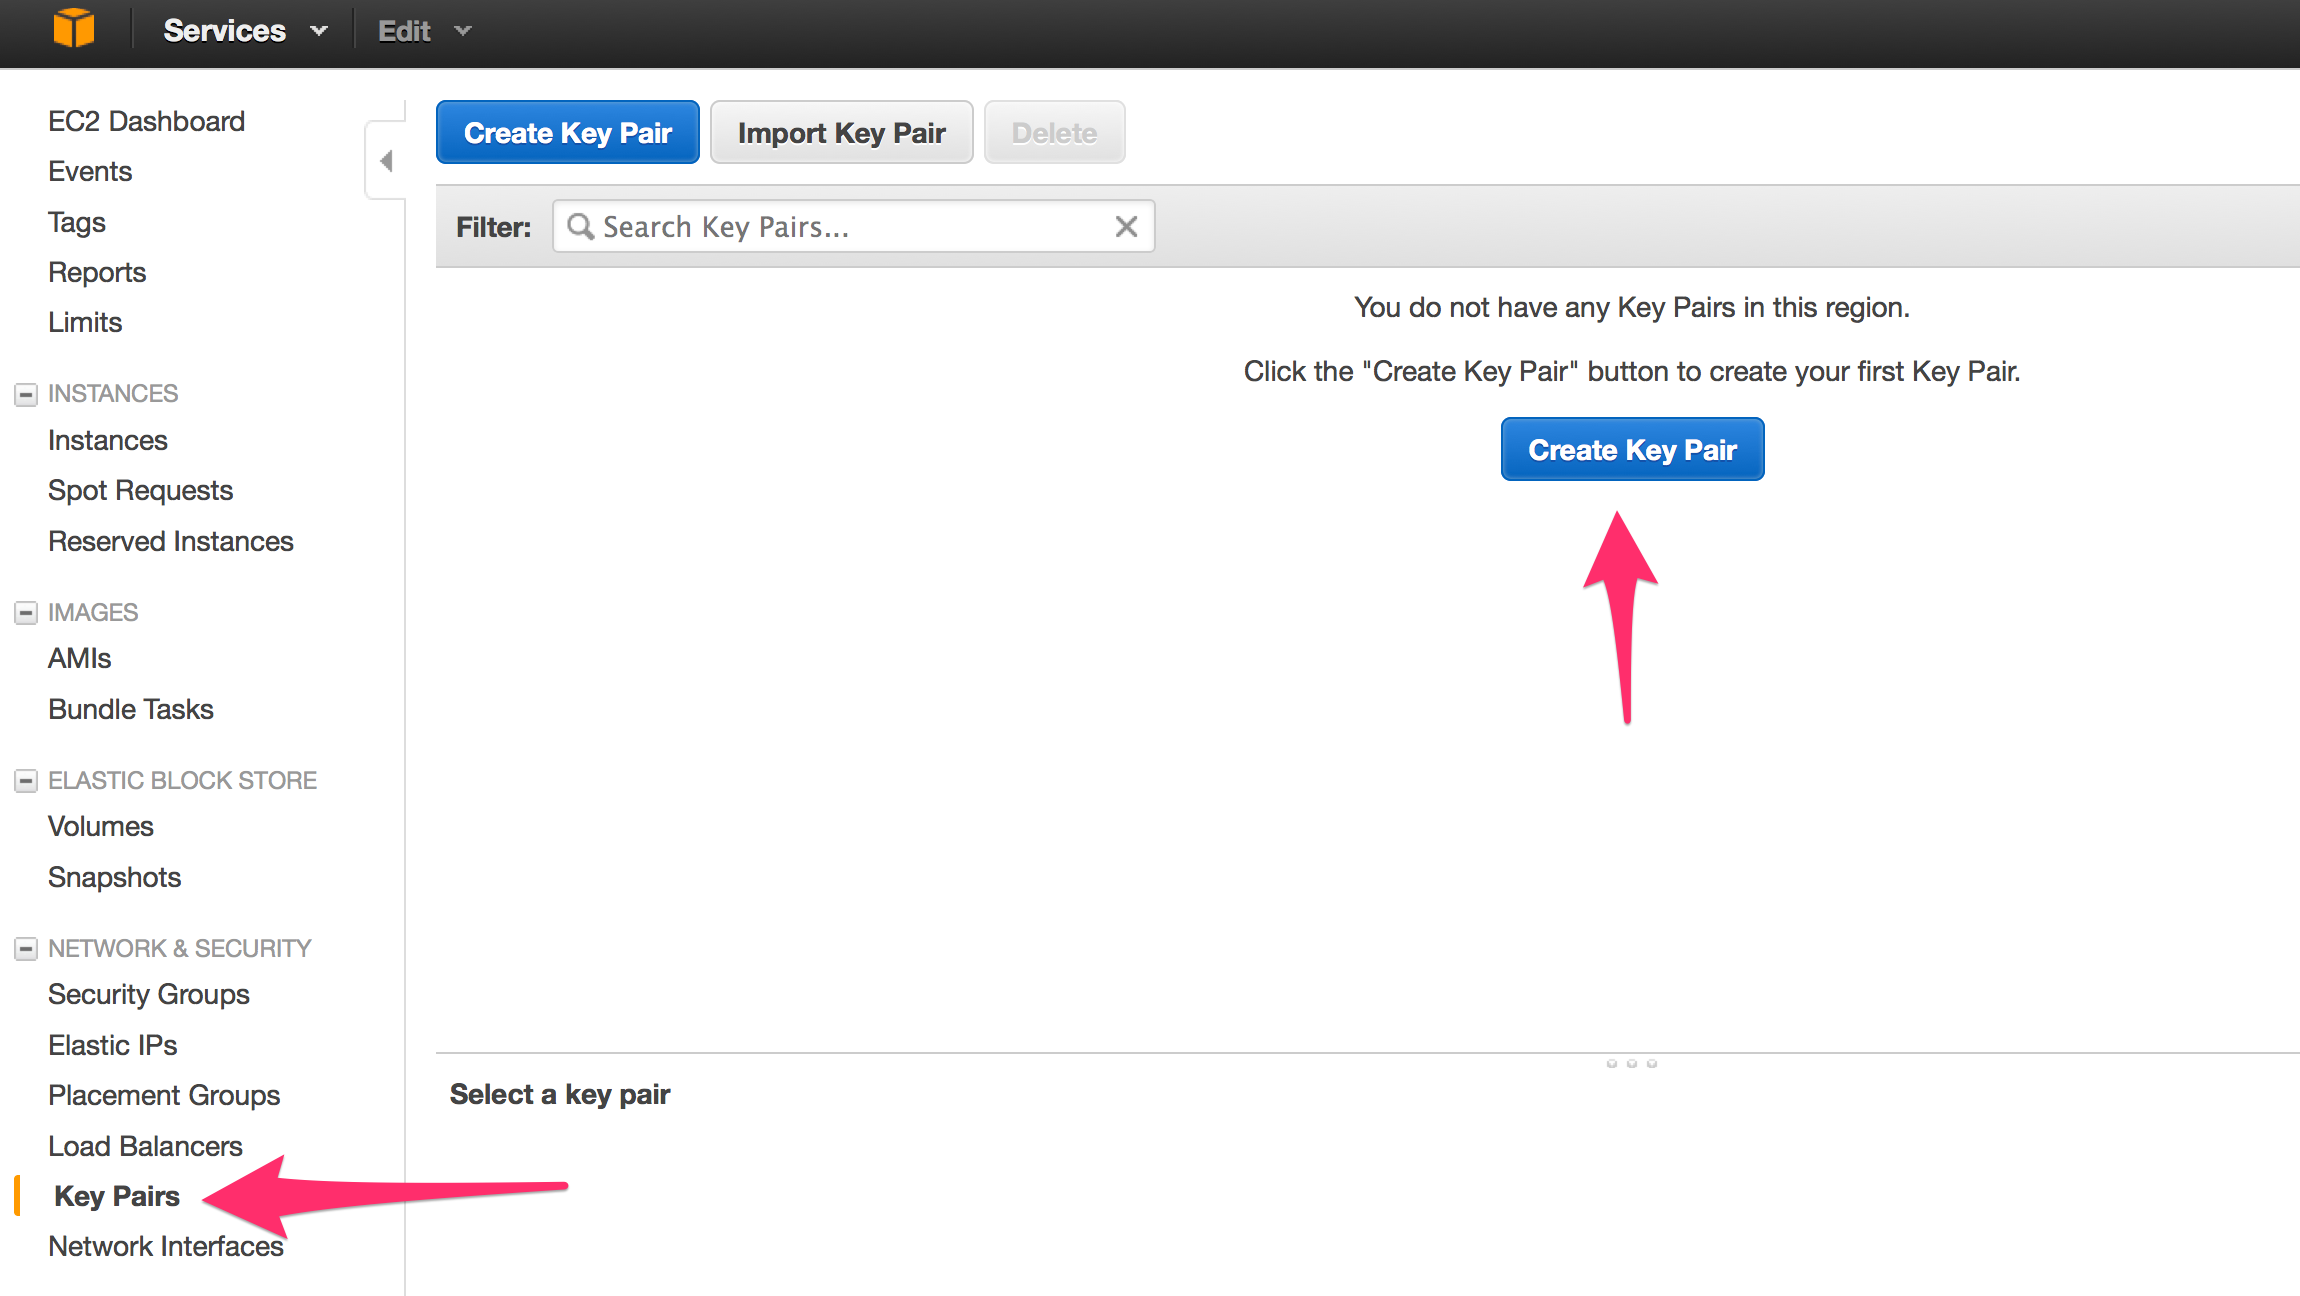 Services
Edit
EC2 Dashboard
Events
Tags
Reports
Limits
INSTANCES
Instances
Spot Requests
Reserved Instances
IMAGES
AMIs
Bundle Tasks
ELASTIC BLOCK STORE
Volumes
Snapshots
NETWORK & SECURITY
Security Groups
Elastic IPs
Placement Groups
Load Balancers
Key Pairs
Network Interfaces
Create Key Pair
Import Key Pair
Delete
Filter:
Search Key Pairs...
You do not have any Key Pairs in this region.
Click the "Create Key Pair" button to create your first Key Pair.
Create Key Pair
Select a key pair